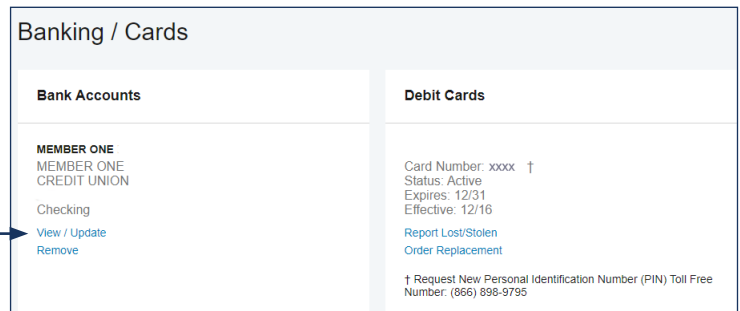 Banking / Cards
Bank Accounts
MEMBER ONE
MEMBER ONE
CREDIT UNION
Checking
View / Update
Remove
Debit Cards
Card Number: xxxx †
Status: Active
Expires: 12/31
Effective: 12/16
Report Lost/Stolen
Order Replacement
† Request New Personal Identification Number (PIN) Toll Free
Number: (866) 898-9795